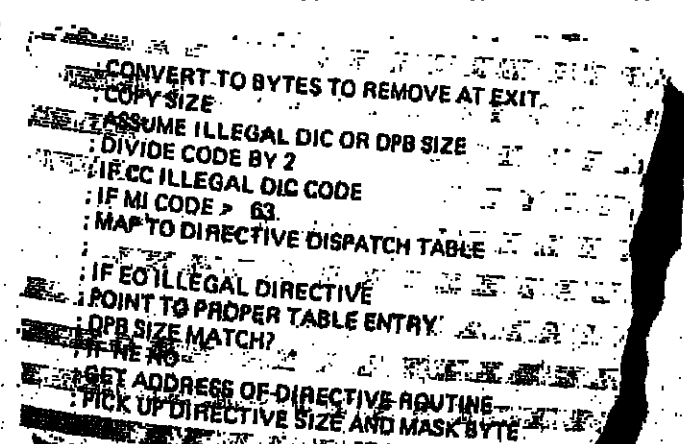 ; CONVERT TO BYTES TO REMOVE AT EXIT
; COPY SIZE
; ASSUME ILLEGAL DIC OR DPB SIZE
; DIVIDE CODE BY 2
; IF CC ILLEGAL DIC CODE
; IF MI CODE > 63.
; MAP TO DIRECTIVE DISPATCH TABLE
;
; IF EQ ILLEGAL DIRECTIVE
; POINT TO PROPER TABLE ENTRY
; DPB SIZE MATCH?
; IF NE NO
; GET ADDRESS OF DIRECTIVE ROUTINE
; PICK UP DIRECTIVE SIZE AND MASK BYTE